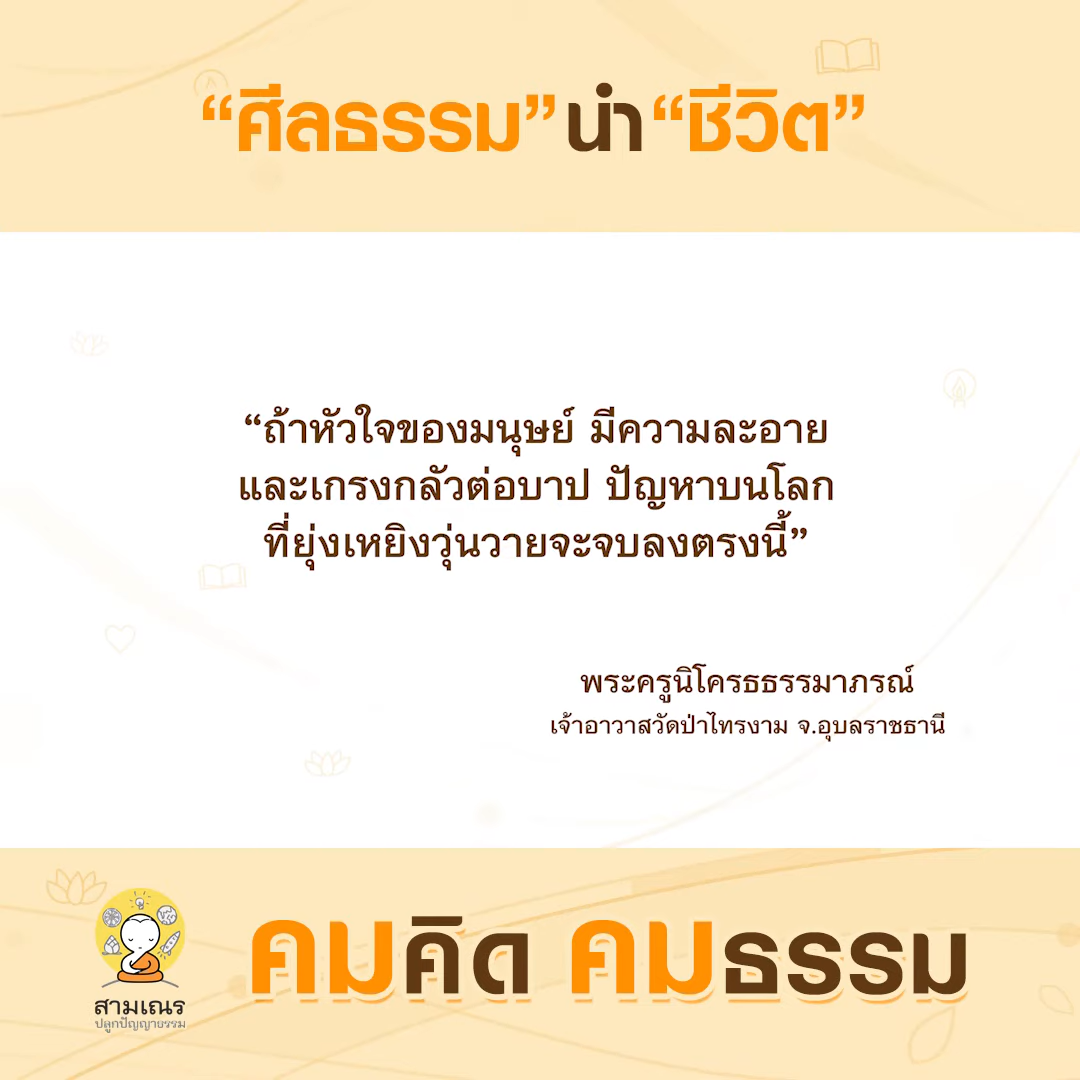 “ศีลธรรม” นำ “ชีวิต”
“ถ้าหัวใจของมนุษย์ มีความละอาย
และเกรงกลัวต่อบาป ปัญหาบนโลก
ที่ยุ่งเหยิงวุ่นวายจะจบลงตรงนี้”
พระครูนิโครธธรรมาภรณ์
เจ้าอาวาสวัดป่าไทรงาม จ.อุบลราชธานี
สามเณร
ปลูกปัญญาธรรม
คมคิด คมธรรม